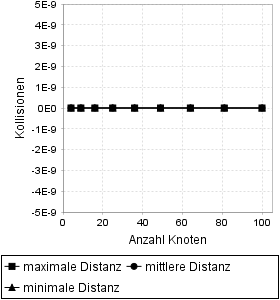 5E-9
4E-9
3E-9
2E-9
1E-9
0E0
-1E-9
-2E-9
-3E-9
-4E-9
-5E-9
Kollisionen
0 20 40 60 80 100
Anzahl Knoten
maximale Distanz mittlere Distanz
minimale Distanz